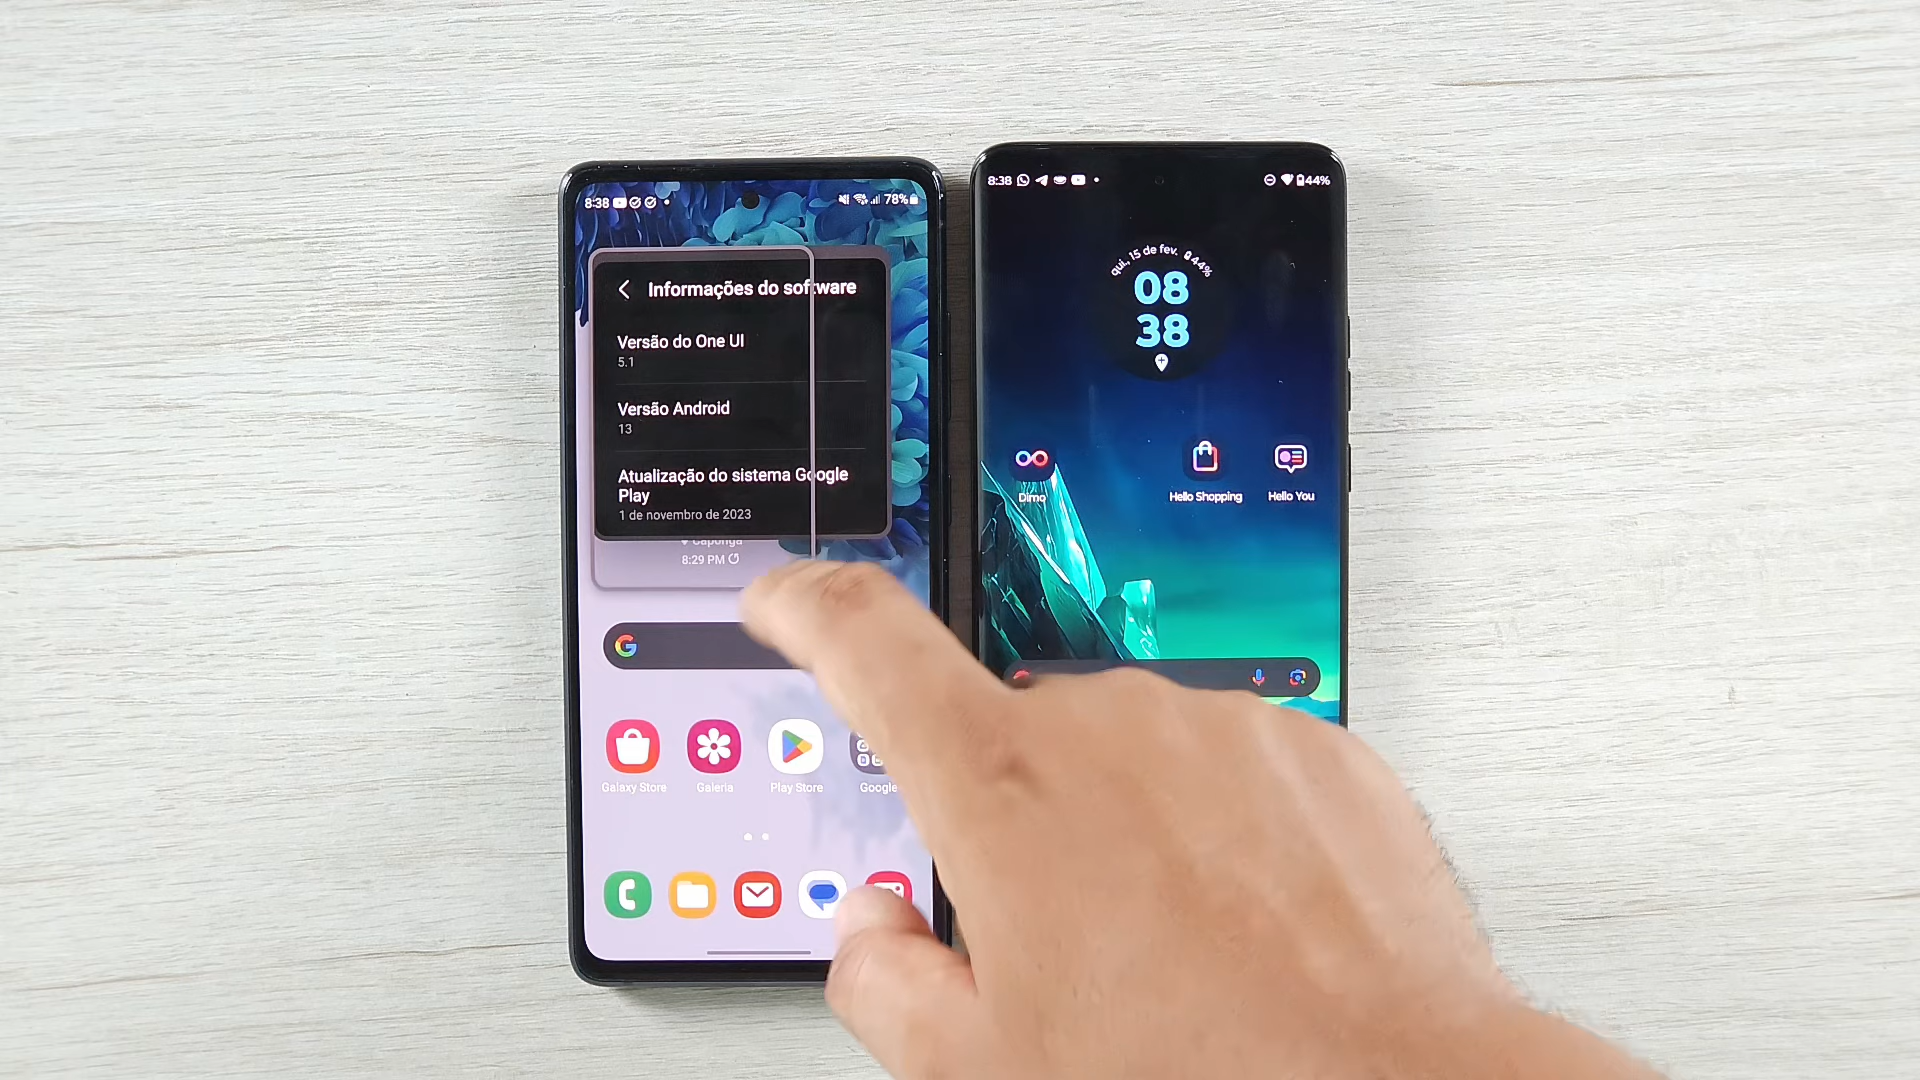 8:38
78%
Informações do software
Versão do One UI
5.1
Versão Android
13
Atualização do sistema Google
Play
1 de novembro de 2023
Caponga
8:29 PM
G
Galaxy Store
Galeria
Play Store
Google
8:38
44%
qui, 15 de fev. 44%
08
38
Dimo
Hello Shopping
Hello You